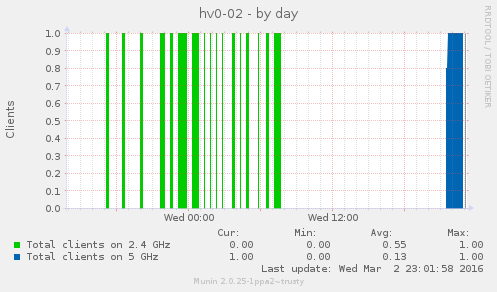 hv0-02 - by day
RRDTOOL / TOBI OETIKER
Clients
1.0
0.9
0.8
0.7
0.6
0.5
0.4
0.3
0.2
0.1
0.0
Wed 00:00 Wed 12:00
Cur: Min: Avg: Max:
Total clients on 2.4 GHz 0.00 0.00 0.55 1.00
Total clients on 5 GHz 1.00 0.00 0.13 1.00
Last update: Wed Mar 2 23:01:58 2016
Munin 2.0.25-1ppa2~trusty